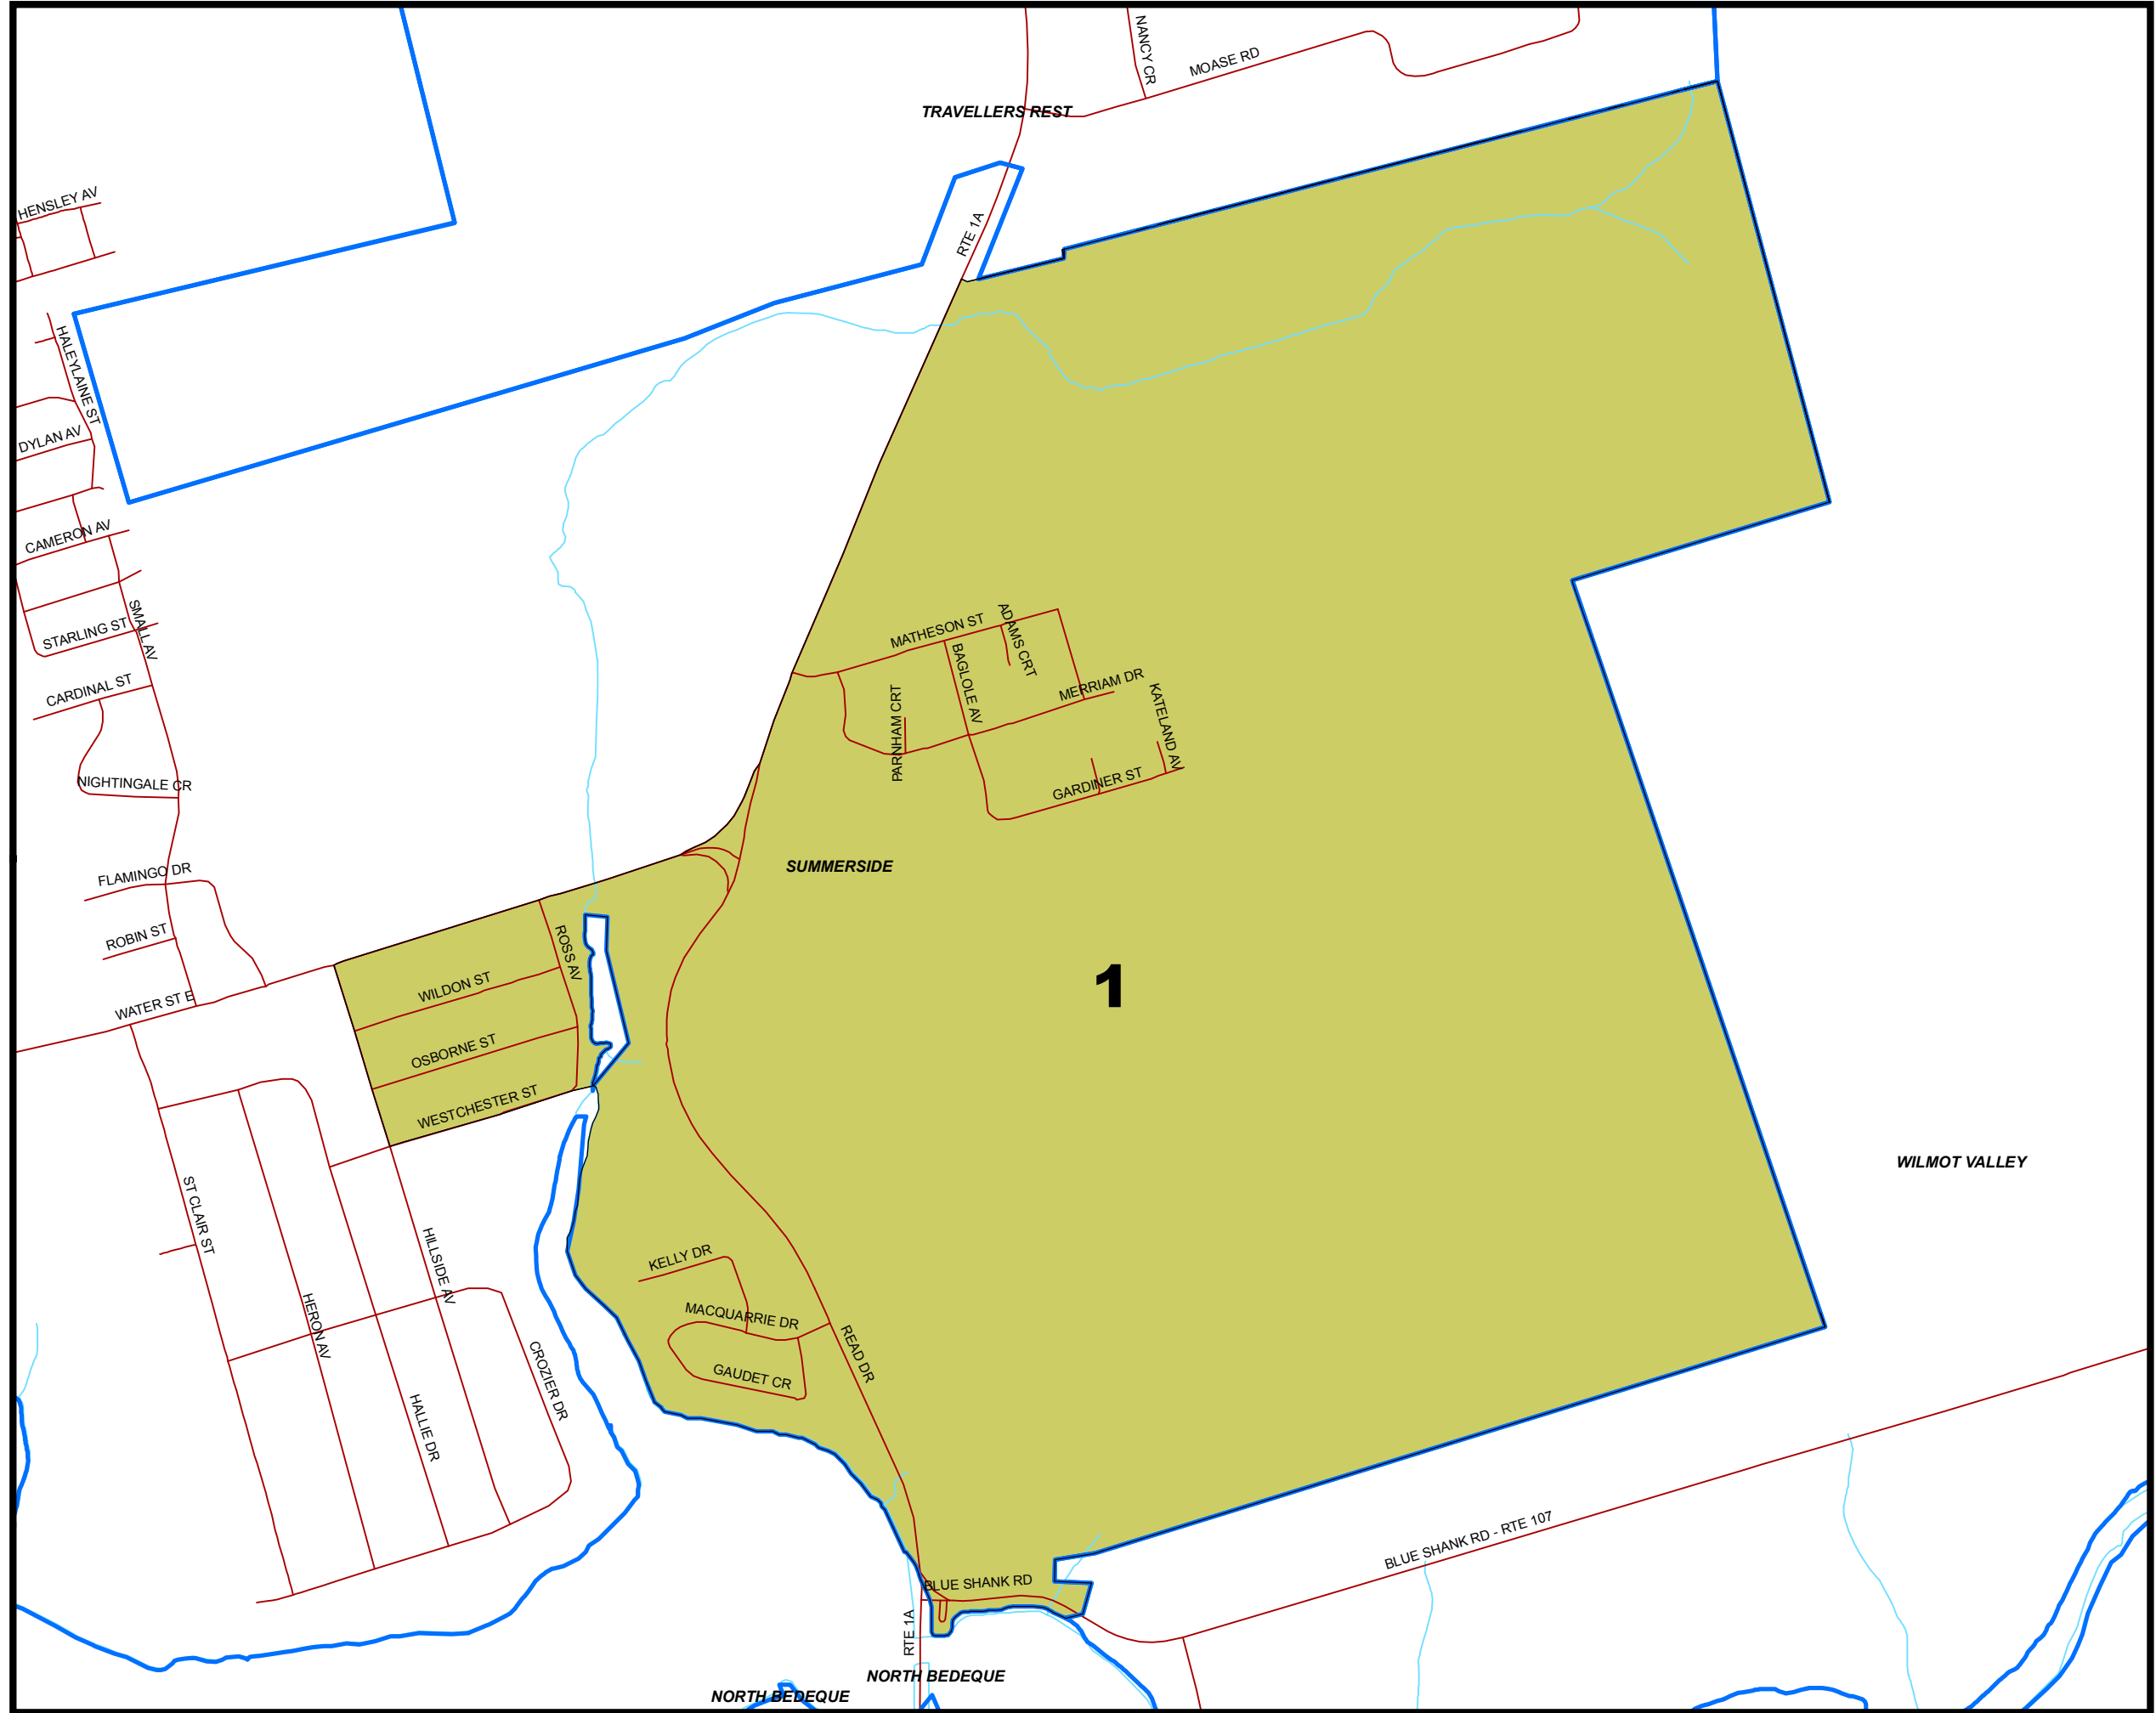 NANCY CR
MOASE RD
TRAVELLERS REST
HENSLEY AV
RTE 1A
HALEYLAINE ST
DYLAN AV
CAMERON AV
STARLING ST
SMALL AV
MATHESON ST
ADAMS CRT
BAGLOLE AV
MERRIAM DR
KATELAND AV
PARNHAM CRT
GARDINER ST
CARDINAL ST
NIGHTINGALE CR
FLAMINGO DR
SUMMERSIDE
ROBIN ST
ROSS AV
WILDON ST
1
WATER ST E
OSBORNE ST
WESTCHESTER ST
WILMOT VALLEY
ST CLAIR ST
HILLSIDE AV
KELLY DR
HERON AV
MACQUARRIE DR
READ DR
GAUDET CR
CROZIER DR
HALLIE DR
BLUE SHANK RD - RTE 107
BLUE SHANK RD
RTE 1A
NORTH BEDEQUE
NORTH BEDEQUE